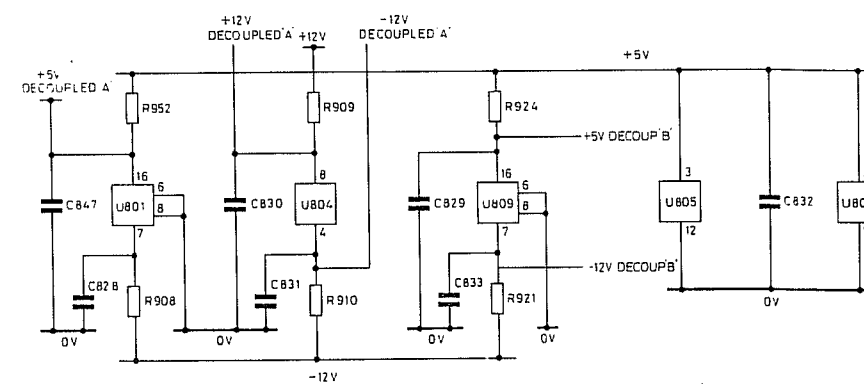 +12V
DECOUPLED 'A'
+12V
-12V
DECOUPLED 'A'
+5V
+5V
DECOUPLED A'
R952
R909
R924
+5V DECOUP 'B'
16
6
8
U801
7
C847
8
U804
4
C830
16
6
8
U809
7
C829
3
U805
12
C832
C828
R908
C831
R910
C833
R921
-12V DECOUP 'B'
0V
0V
0V
0V
0V
-12V